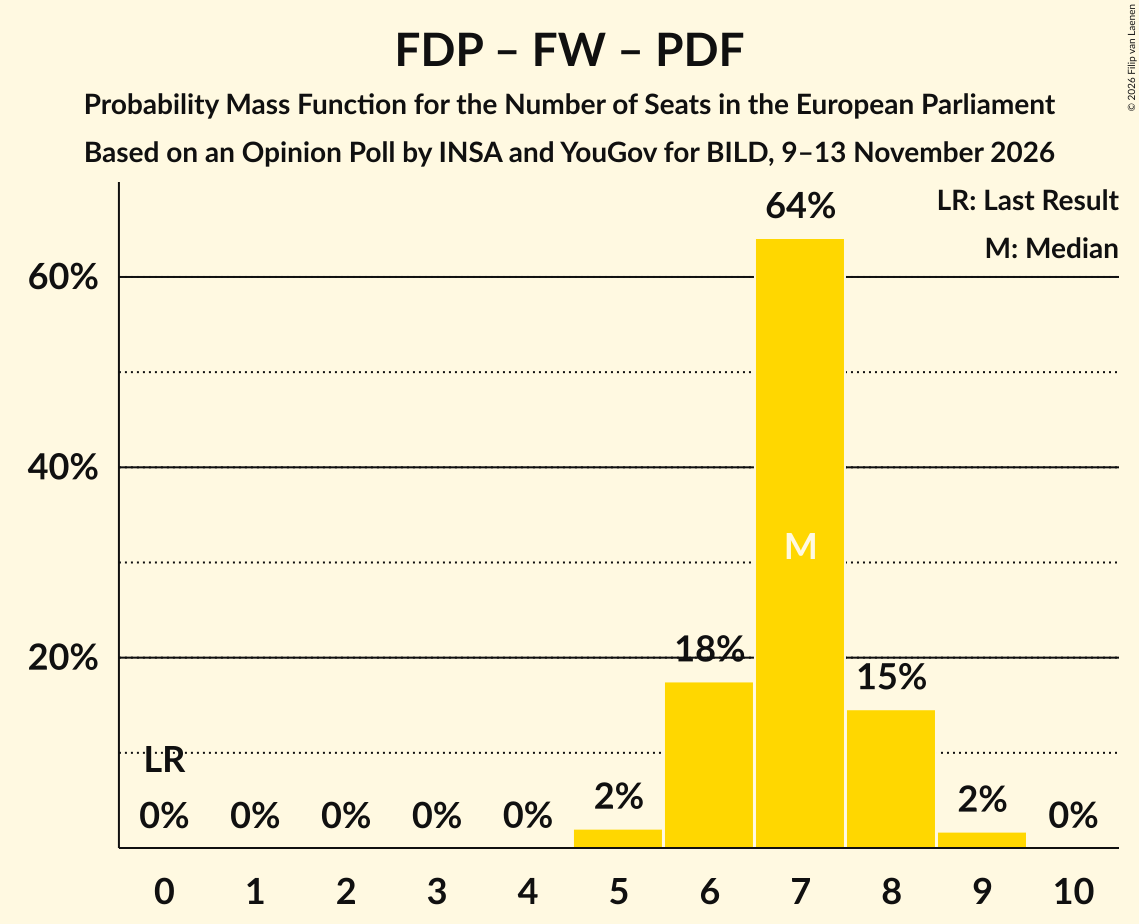 FDP – FW – PDF
Probability Mass Function for the Number of Seats in the European Parliament
Based on an Opinion Poll by INSA and YouGov for BILD, 9–13 November 2026
© 2026 Filip van Laenen
LR: Last Result
M: Median
64%
60%
40%
M
20%
18%
15%
LR
0%
0%
0%
0%
0%
2%
2%
0%
0 1 2 3 4 5 6 7 8 9 10